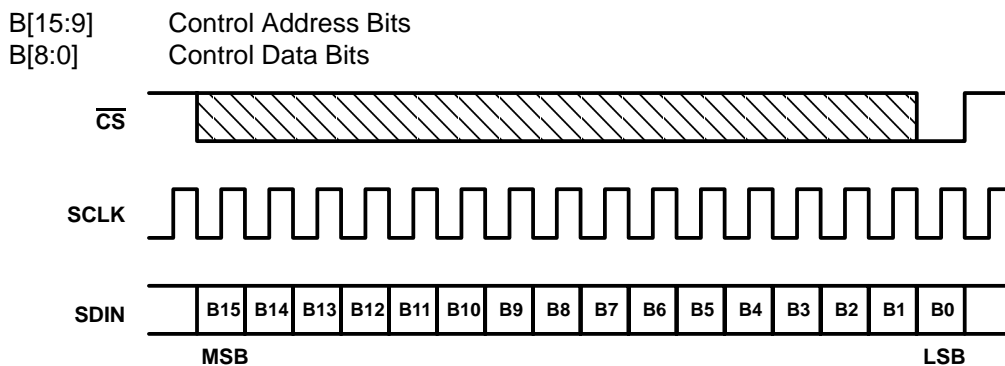 B[15:9] Control Address Bits
B[8:0] Control Data Bits
CS
SCLK
SDIN B15 B14 B13 B12 B11 B10 B9 B8 B7 B6 B5 B4 B3 B2 B1 B0
MSB LSB